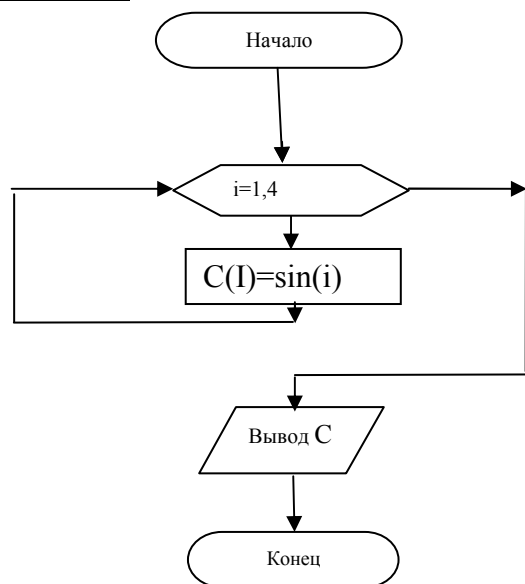 Начало
i=1,4
C(I)=sin(i)
Вывод C
Конец